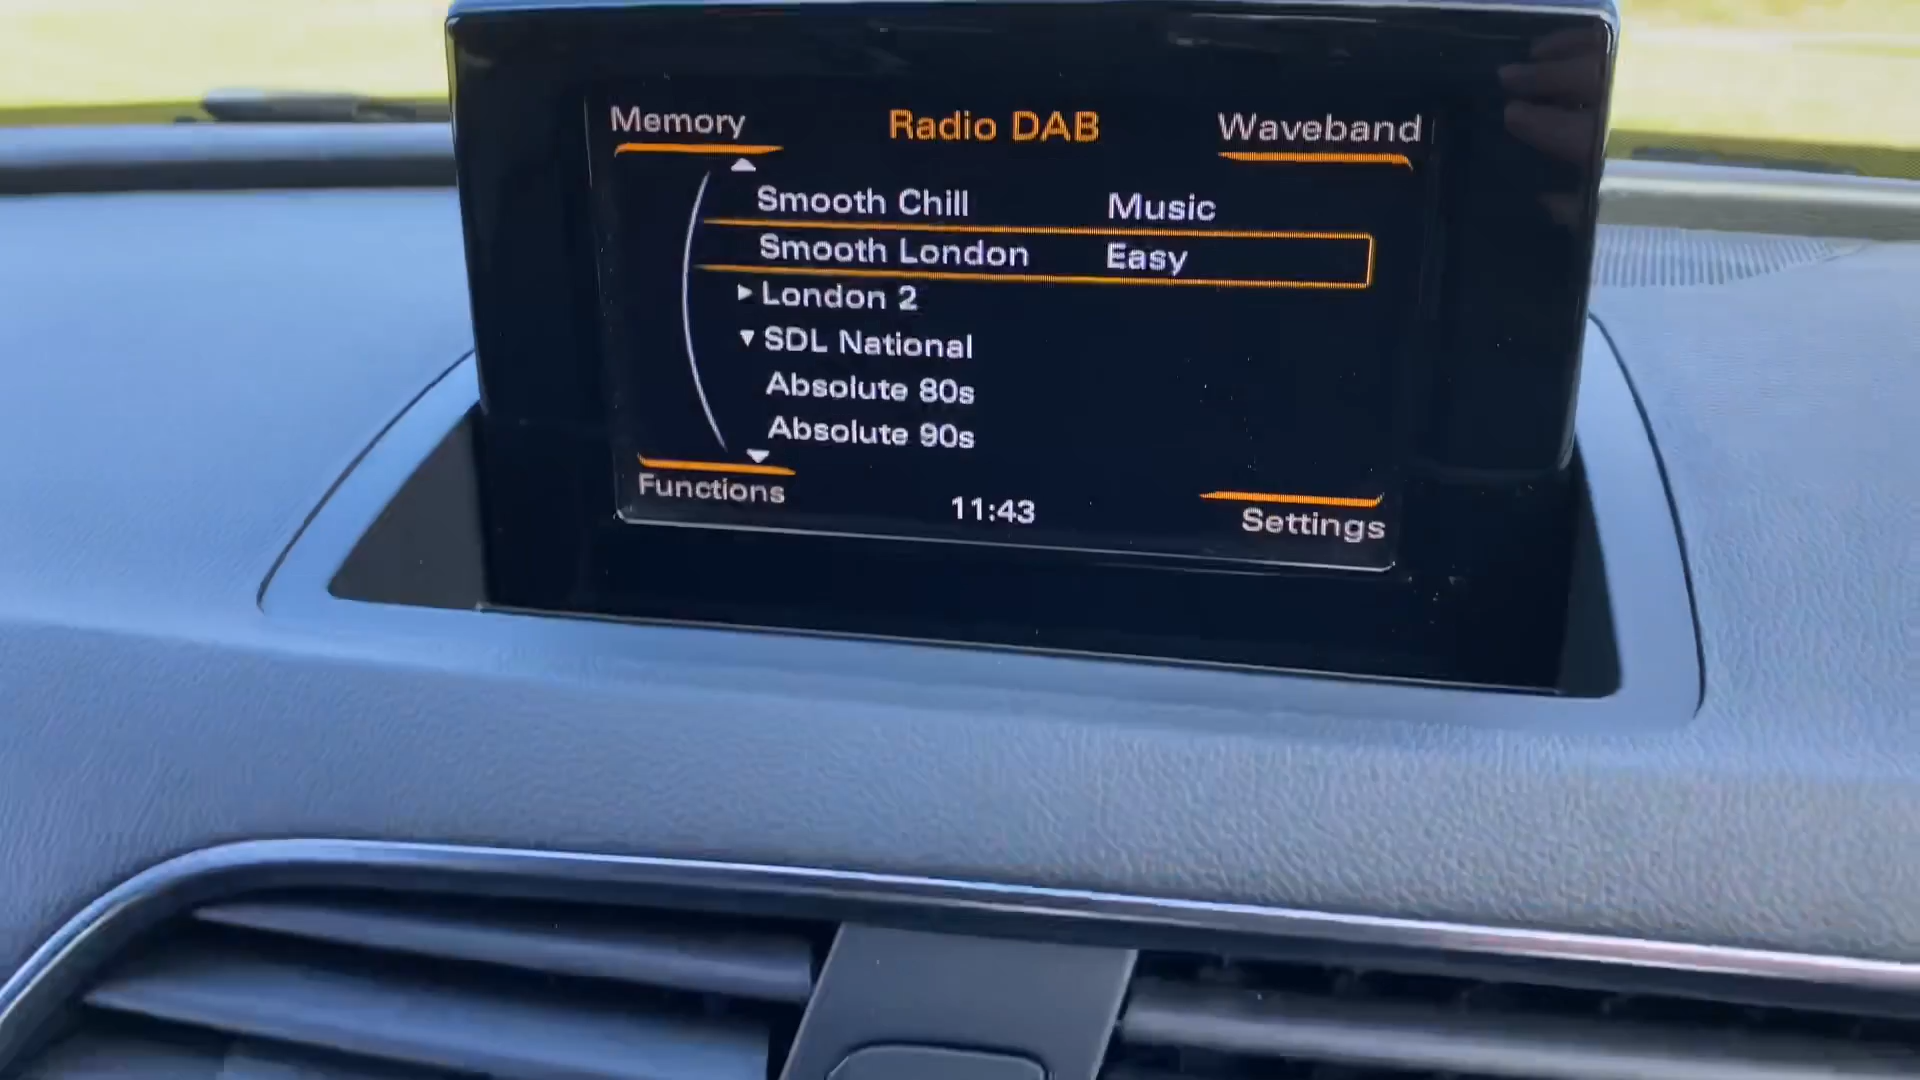 Memory Radio DAB Waveband
Smooth Chill Music
Smooth London Easy
London 2
SDL National
Absolute 80s
Absolute 90s
Functions 11:43 Settings